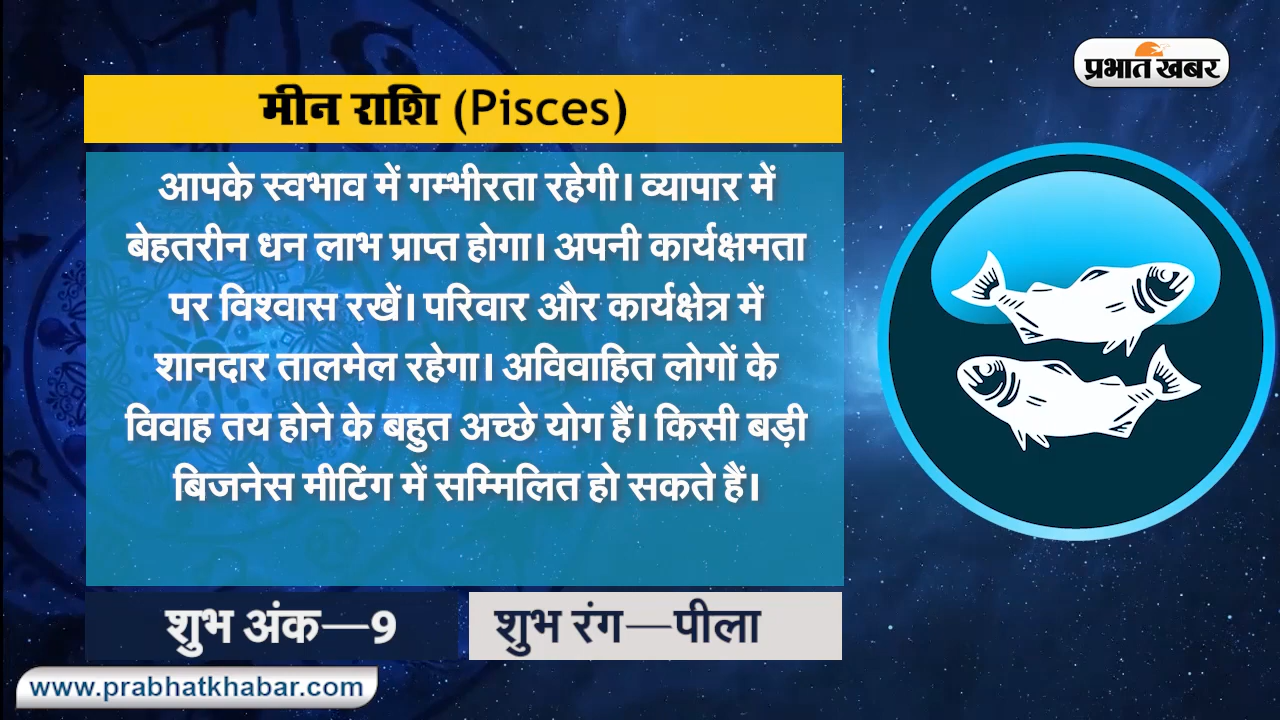 प्रभात खबर
मीन राशि (Pisces)
आपके स्वभाव में गम्भीरता रहेगी। व्यापार में
बेहतरीन धन लाभ प्राप्त होगा। अपनी कार्यक्षमता
पर विश्वास रखें। परिवार और कार्यक्षेत्र में
शानदार तालमेल रहेगा। अविवाहित लोगों के
विवाह तय होने के बहुत अच्छे योग हैं। किसी बड़ी
बिजनेस मीटिंग में सम्मिलित हो सकते हैं।
शुभ अंक—9
शुभ रंग—पीला
www.prabhatkhabar.com